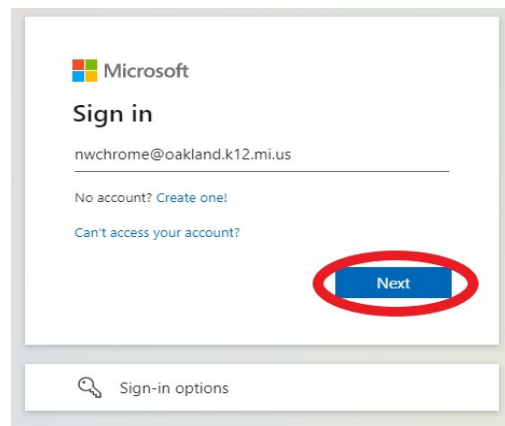 Microsoft
Sign in
nwchrome@oakland.k12.mi.us
No account? Create one!
Can't access your account?
Next
Sign-in options